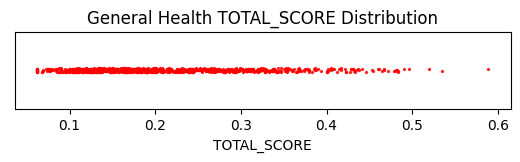 General Health TOTAL_SCORE Distribution
0.1 0.2 0.3 0.4 0.5 0.6
TOTAL_SCORE